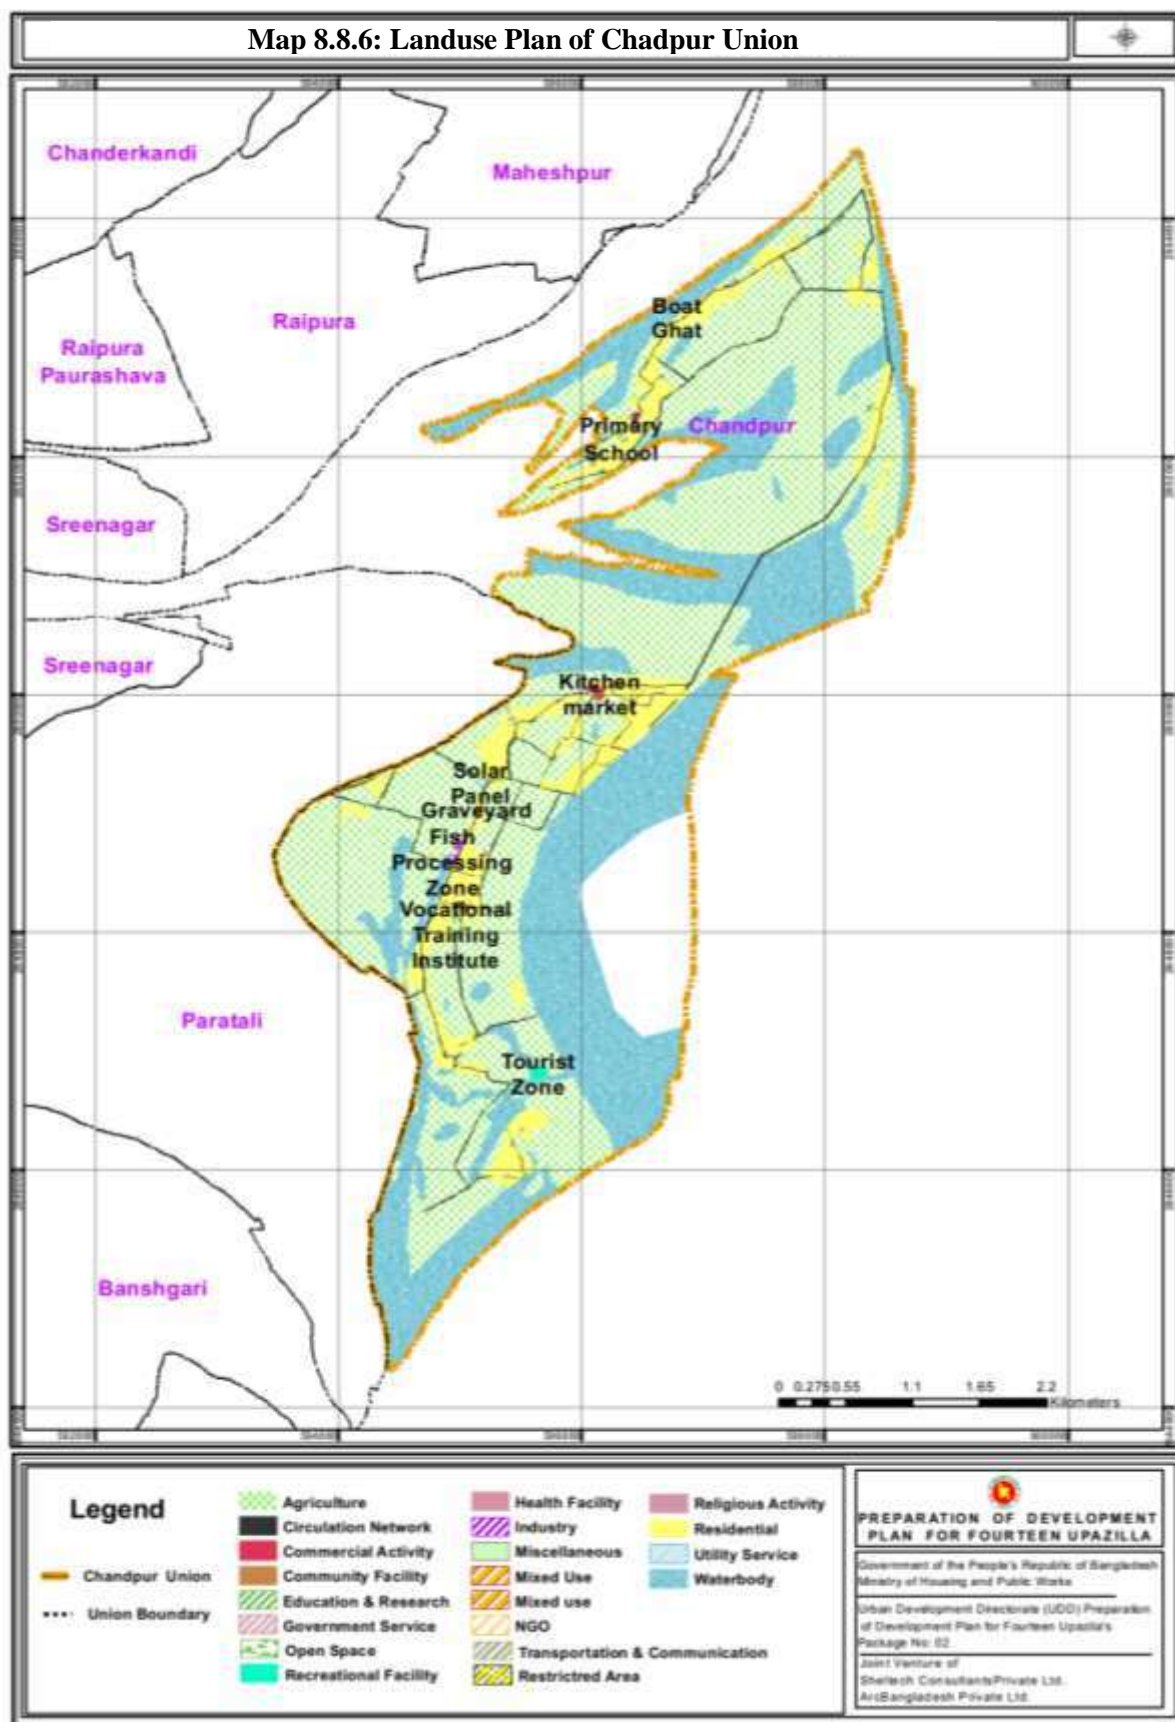 Map 8.8.6: Landuse Plan of Chadpur Union
Chanderkandi
Maheshpur
Raipura
Raipura
Paurashava
Boat
Ghat
Primary
School
Chandpur
Sreenagar
Sreenagar
Kitchen
market
Solar
Panel
Graveyard
Fish
Processing
Zone
Vocational
Training
Institute
Paratali
Tourist
Zone
Banshgari
0 0.275 0.55 1.1 1.65 2.2
Kilometers
Legend
Chandpur Union
Union Boundary
Agriculture
Circulation Network
Commercial Activity
Community Facility
Education & Research
Government Service
Open Space
Recreational Facility
Health Facility
Industry
Miscellaneous
Mixed Use
Mixed use
NGO
Transportation & Communication
Restrictred Area
Religious Activity
Residential
Utility Service
Waterbody
PREPARATION OF DEVELOPMENT
PLAN FOR FOURTEEN UPAZILLA
Government of the People's Republic of Bangladesh
Ministry of Housing and Public Works
Urban Development Directorate (UDD) Preparation
of Development Plan for Fourteen Upazila's
Package No: 02
Joint Venture of
Sheltech ConsultantsPrivate Ltd.
ArcBangladesh Private Ltd.